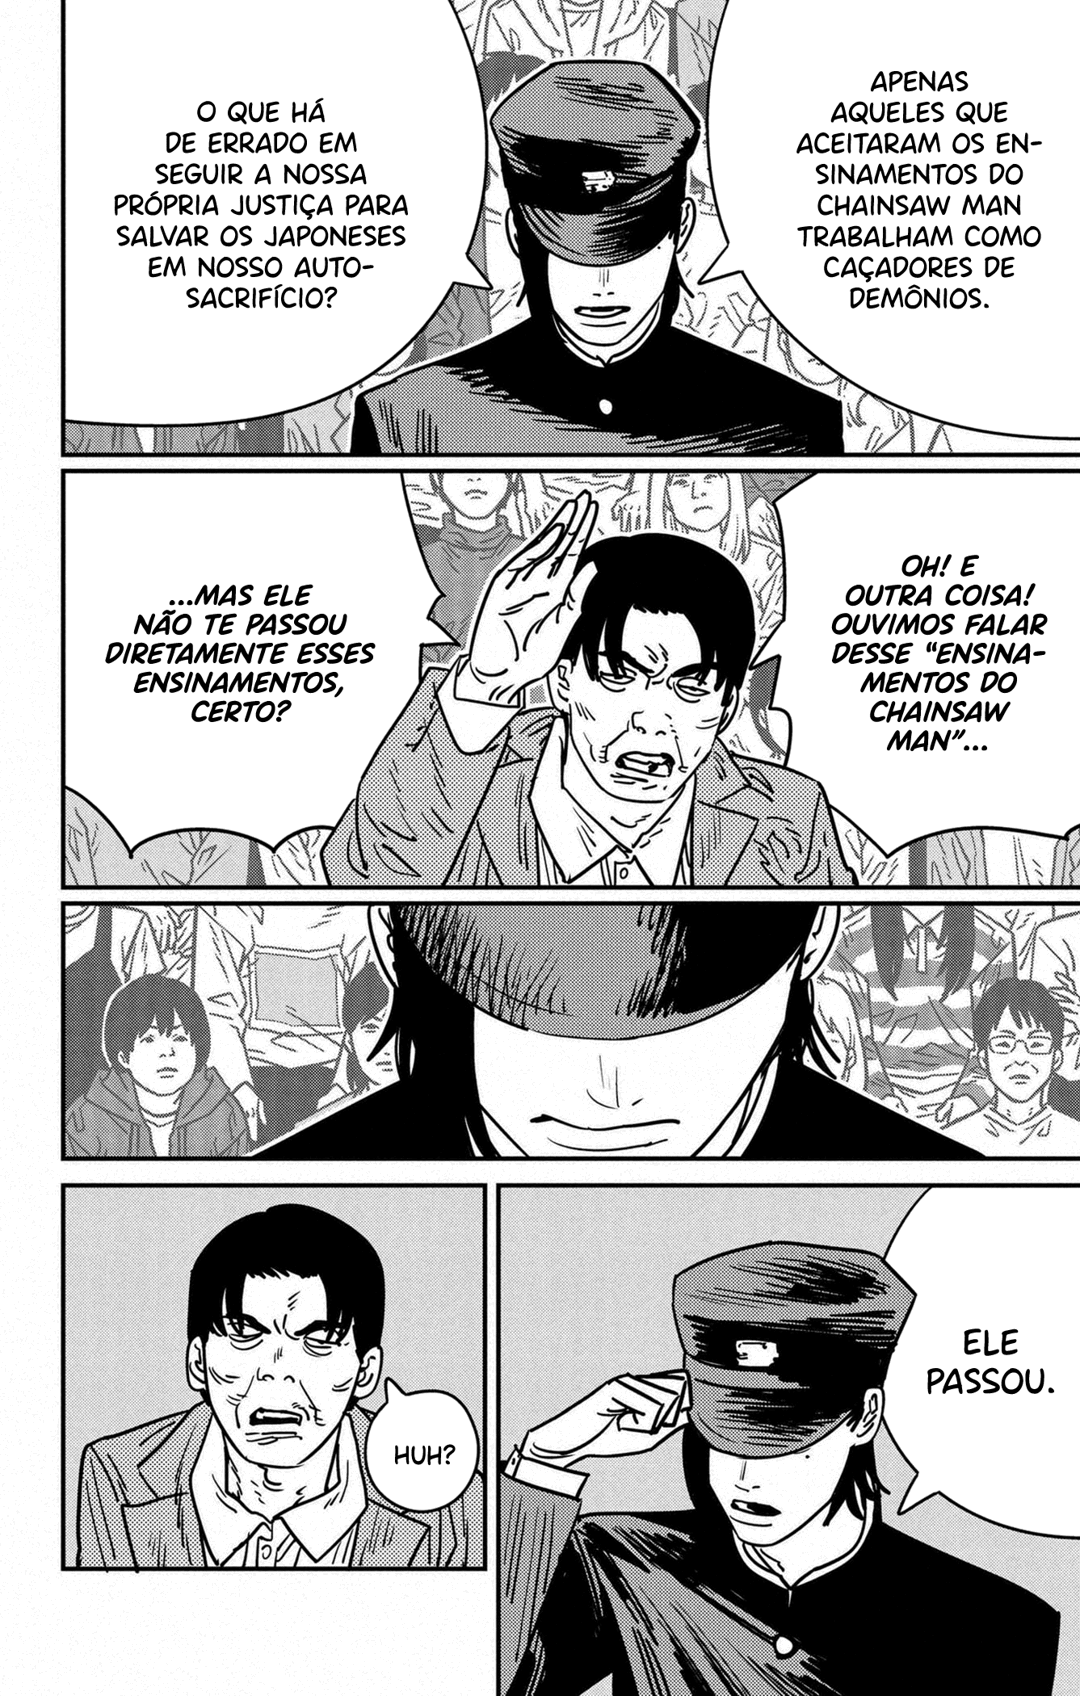 APENAS
AQUELES QUE
ACEITARAM OS EN-
SINAMENTOS DO
CHAINSAW MAN
TRABALHAM COMO
CAÇADORES DE
DEMÔNIOS.
O QUE HÁ
DE ERRADO EM
SEGUIR A NOSSA
PRÓPRIA JUSTIÇA PARA
SALVAR OS JAPONESES
EM NOSSO AUTO-
SACRIFÍCIO?
OH! E
OUTRA COISA!
OUVIMOS FALAR
DESSE “ENSINA-
MENTOS DO
CHAINSAW
MAN”...
...MAS ELE
NÃO TE PASSOU
DIRETAMENTE ESSES
ENSINAMENTOS,
CERTO?
ELE
PASSOU.
HUH?